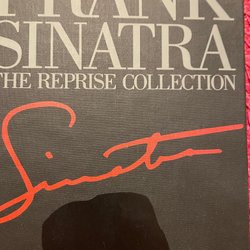 FRANK
SINATRA
THE REPRISE COLLECTION
Sinatra